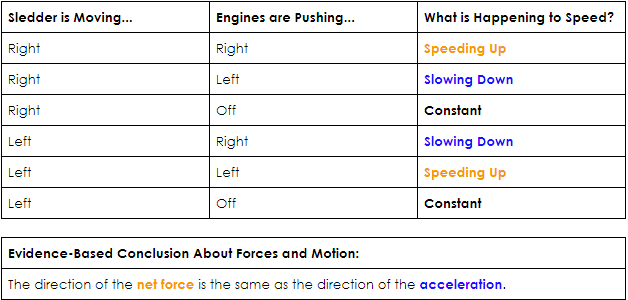 Sledder is Moving... Engines are Pushing... What is Happening to Speed?
Right Right Speeding Up
Right Left Slowing Down
Right Off Constant
Left Right Slowing Down
Left Left Speeding Up
Left Off Constant
Evidence-Based Conclusion About Forces and Motion:
The direction of the net force is the same as the direction of the acceleration.